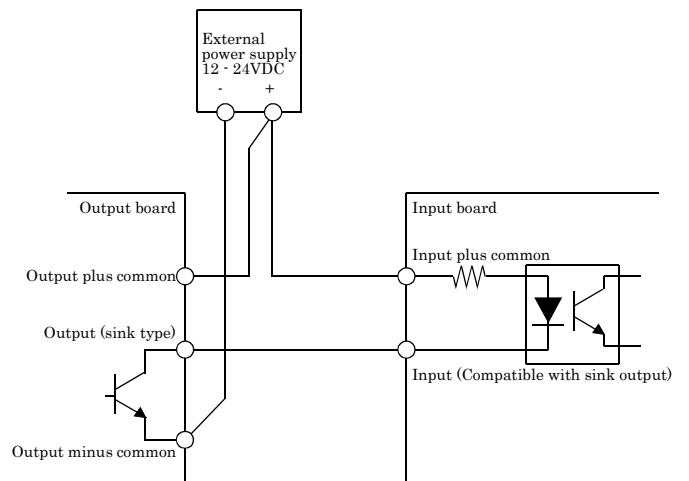 External
power supply
12 - 24VDC
- +
Output board
Input board
Input plus common
Output plus common
Output (sink type)
Input (Compatible with sink output)
Output minus common